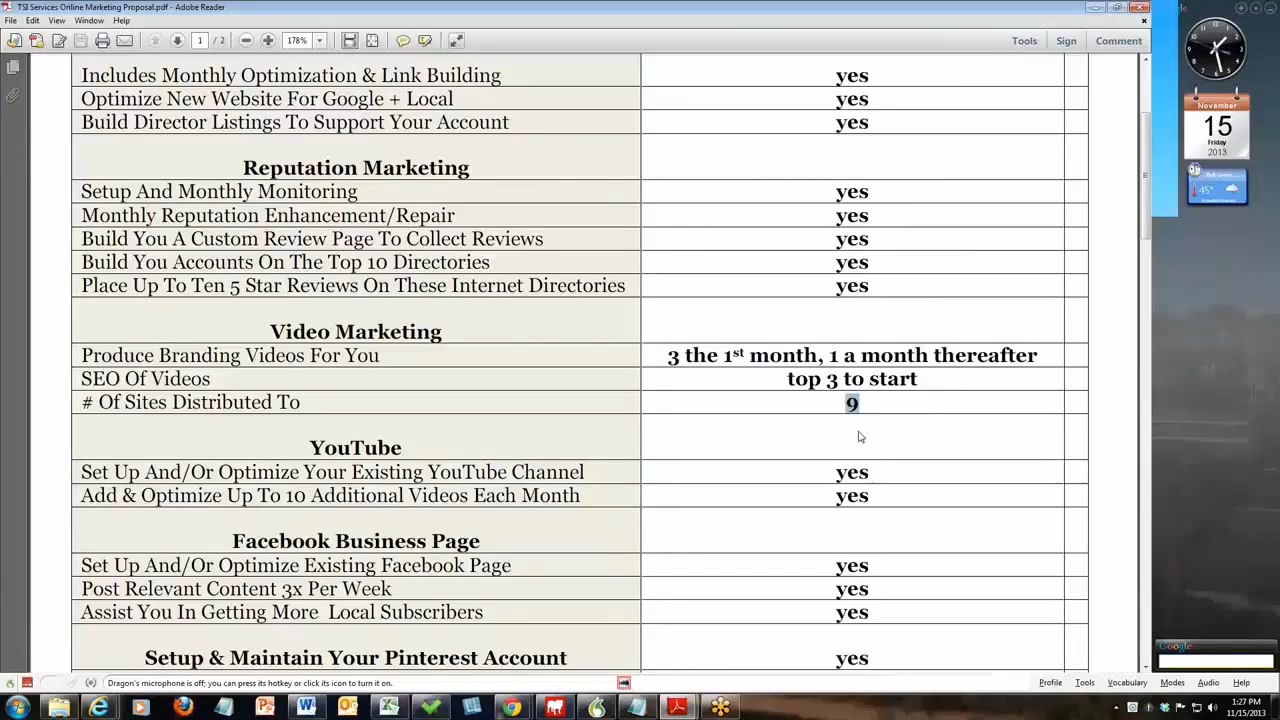 TSI Services Online Marketing Proposal.pdf - Adobe Reader
File Edit View Window Help
1 / 2 178% Tools Sign Comment
Includes Monthly Optimization & Link Building yes
Optimize New Website For Google + Local yes
Build Director Listings To Support Your Account yes
Reputation Marketing
Setup And Monthly Monitoring yes
Monthly Reputation Enhancement/Repair yes
Build You A Custom Review Page To Collect Reviews yes
Build You Accounts On The Top 10 Directories yes
Place Up To Ten 5 Star Reviews On These Internet Directories yes
Video Marketing
Produce Branding Videos For You 3 the 1st month, 1 a month thereafter
SEO Of Videos top 3 to start
# Of Sites Distributed To 9
YouTube
Set Up And/Or Optimize Your Existing YouTube Channel yes
Add & Optimize Up To 10 Additional Videos Each Month yes
Facebook Business Page
Set Up And/Or Optimize Existing Facebook Page yes
Post Relevant Content 3x Per Week yes
Assist You In Getting More Local Subscribers yes
Setup & Maintain Your Pinterest Account yes
November
15
Friday
2013
45°
Google
Dragon's microphone is off; you can press its hotkey or click its icon to turn it on.
Profile Tools Vocabulary Modes Audio Help
1:27 PM
11/15/2013